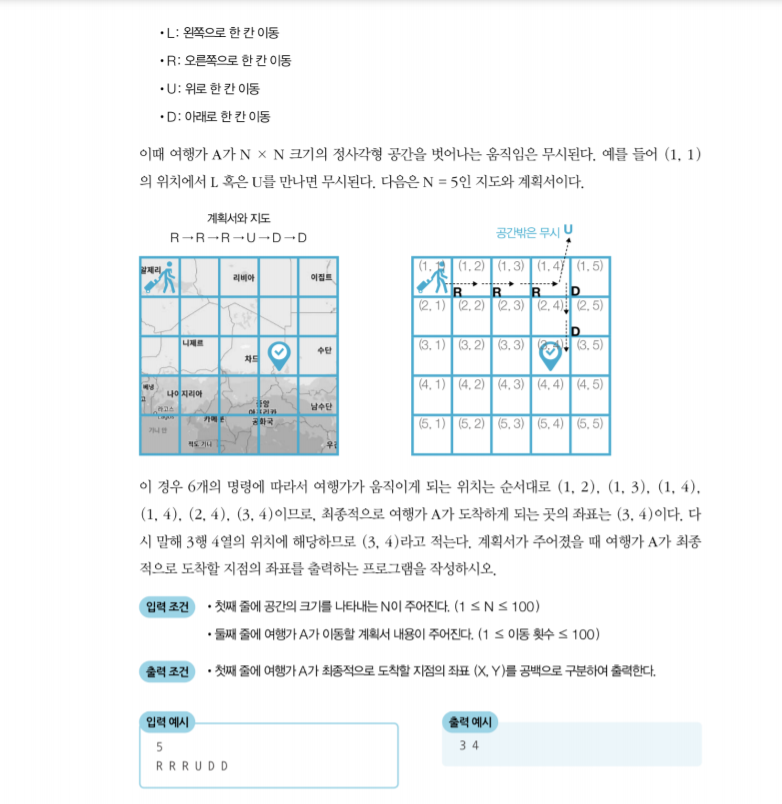 • L: 왼쪽으로 한 칸 이동
• R: 오른쪽으로 한 칸 이동
• U: 위로 한 칸 이동
• D: 아래로 한 칸 이동
이때 여행가 A가 N × N 크기의 정사각형 공간을 벗어나는 움직임은 무시된다. 예를 들어 (1, 1)
의 위치에서 L 혹은 U를 만나면 무시된다. 다음은 N = 5인 지도와 계획서이다.
계획서와 지도
R→R→R→U→D→D
알제리 리비아 이집트
니제르 차드 수단
베냉 나이지리아
라고스 중앙 남수단
카메룬 아프리카
공화국
기니 만 적도 기니
공간밖은 무시 U
(1, 2) (1, 3) (1, 4) (1, 5)
R R R D
(2, 1) (2, 2) (2, 3) (2, 4) (2, 5)
D
(3, 1) (3, 2) (3, 3) (3, 4) (3, 5)
(4, 1) (4, 2) (4, 3) (4, 4) (4, 5)
(5, 1) (5, 2) (5, 3) (5, 4) (5, 5)
이 경우 6개의 명령에 따라서 여행가가 움직이게 되는 위치는 순서대로 (1, 2), (1, 3), (1, 4),
(1, 4), (2, 4), (3, 4)이므로, 최종적으로 여행가 A가 도착하게 되는 곳의 좌표는 (3, 4)이다. 다
시 말해 3행 4열의 위치에 해당하므로 (3, 4)라고 적는다. 계획서가 주어졌을 때 여행가 A가 최종
적으로 도착할 지점의 좌표를 출력하는 프로그램을 작성하시오.
입력 조건 • 첫째 줄에 공간의 크기를 나타내는 N이 주어진다. (1 ≤ N ≤ 100)
• 둘째 줄에 여행가 A가 이동할 계획서 내용이 주어진다. (1 ≤ 이동 횟수 ≤ 100)
출력 조건 • 첫째 줄에 여행가 A가 최종적으로 도착할 지점의 좌표 (X, Y)를 공백으로 구분하여 출력한다.
입력 예시
5
R R R U D D
출력 예시
3 4